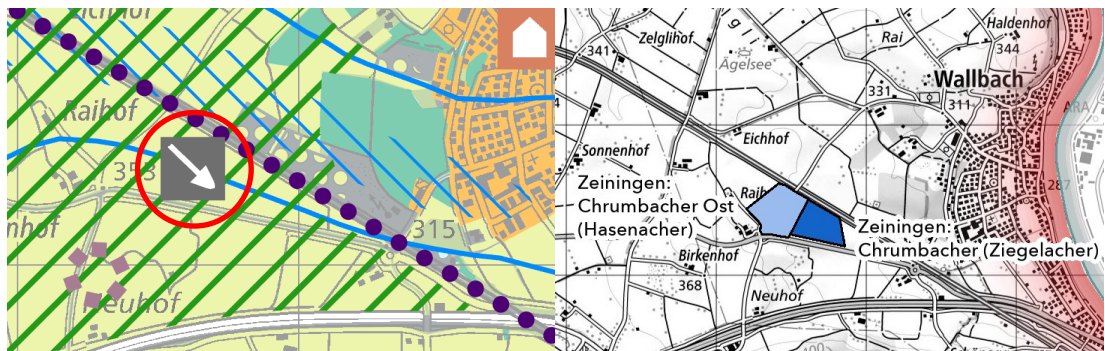 Eichhof
Raihof
353
315
Neuhof
Zelglihof
341
Ägelsee
Rai
Haldenhof
344
Wallbach
331
311
ARA
Eichhof
Sonnenhof
Zeiningen:
Chrumbacher Ost
(Hasenacher)
287
Zeiningen:
Chrumbacher (Ziegelacher)
Birkenhof
368
Neuhof